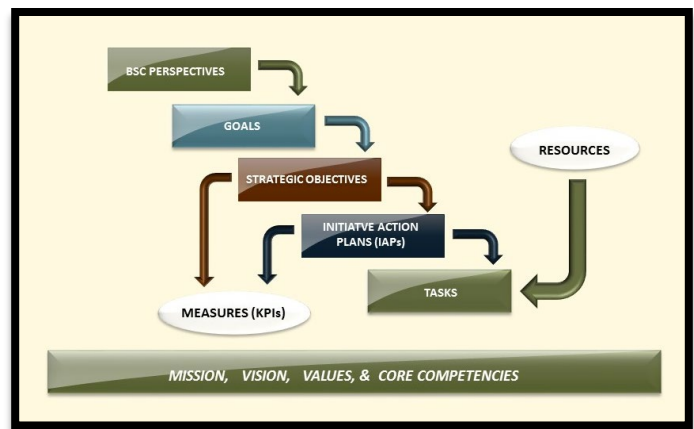 BSC PERSPECTIVES
GOALS
RESOURCES
STRATEGIC OBJECTIVES
INITIATVE ACTION
PLANS (IAPs)
TASKS
MEASURES (KPIs)
MISSION, VISION, VALUES, & CORE COMPETENCIES